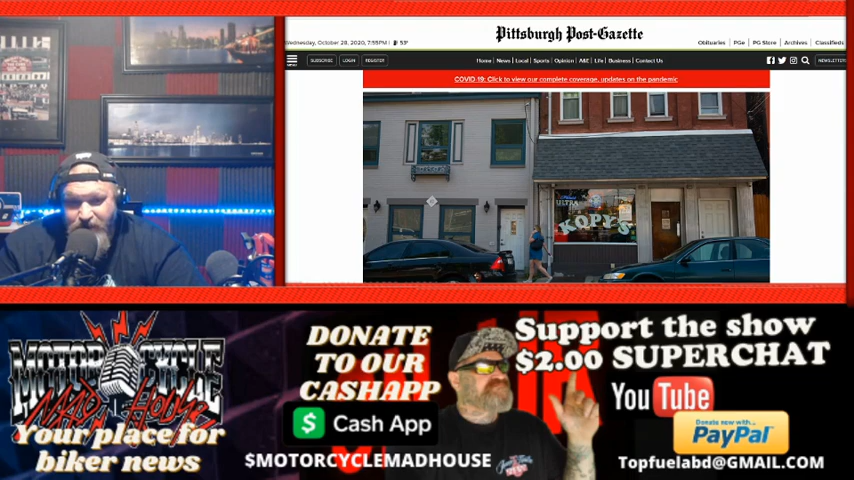 Pittsburgh Post-Gazette
Wednesday, October 28, 2020, 7:55PM | 53°
Obituaries | PGe | PG Store | Archives | Classifieds
MENU
SUBSCRIBE LOGIN REGISTER
Home | News | Local | Sports | Opinion | A&E | Life | Business | Contact Us
COVID-19: Click to view our complete coverage, updates on the pandemic
ULTRA
KOPY'S
MOTORCYCLE
MAD HOUSE
Your place for
biker news
DONATE
TO OUR
CASHAPP
$ Cash App
$MOTORCYCLEMADHOUSE
Support the show
$2.00 SUPERCHAT
YouTube
Donate now with...
PayPal
Topfuelabd@GMAIL.COM